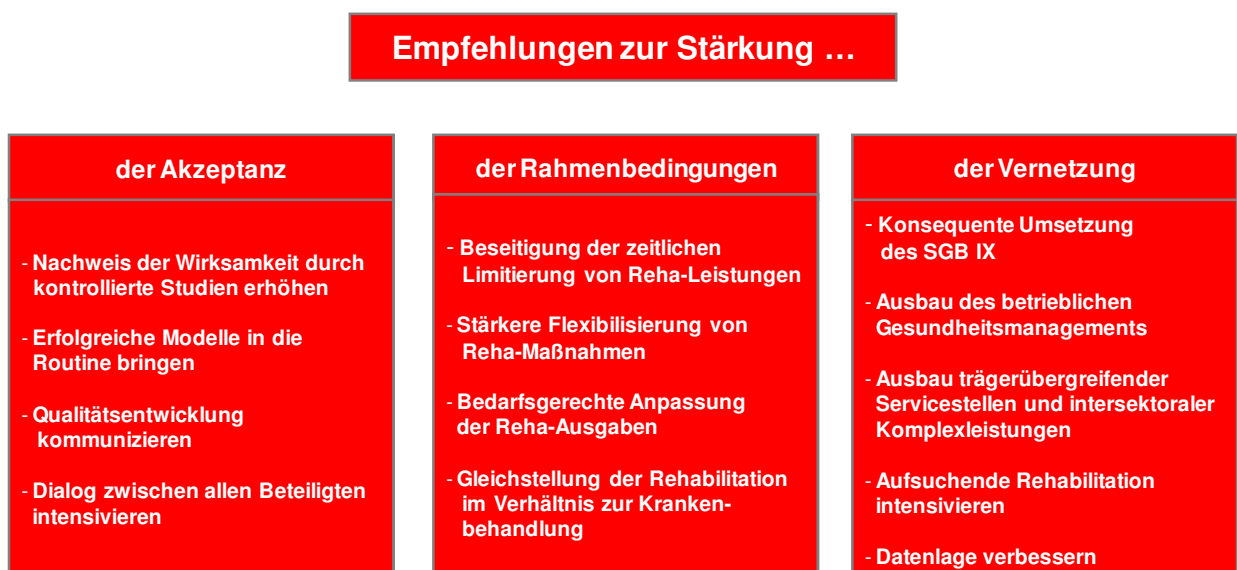 Empfehlungen zur Stärkung …
der Akzeptanz
- Nachweis der Wirksamkeit durch
kontrollierte Studien erhöhen
- Erfolgreiche Modelle in die
Routine bringen
- Qualitätsentwicklung
kommunizieren
- Dialog zwischen allen Beteiligten
intensivieren
der Rahmenbedingungen
- Beseitigung der zeitlichen
Limitierung von Reha-Leistungen
- Stärkere Flexibilisierung von
Reha-Maßnahmen
- Bedarfsgerechte Anpassung
der Reha-Ausgaben
- Gleichstellung der Rehabilitation
im Verhältnis zur Kranken-
behandlung
der Vernetzung
- Konsequente Umsetzung
des SGB IX
- Ausbau des betrieblichen
Gesundheitsmanagements
- Ausbau trägerübergreifender
Servicestellen und intersektoraler
Komplexleistungen
- Aufsuchende Rehabilitation
intensivieren
- Datenlage verbessern